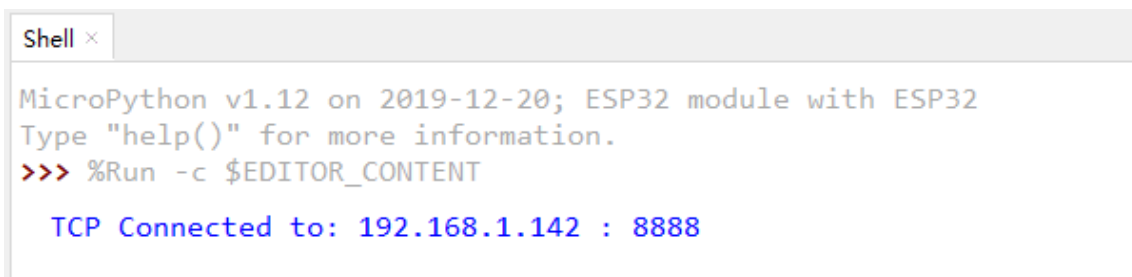 Shell ×
MicroPython v1.12 on 2019-12-20; ESP32 module with ESP32
Type "help()" for more information.
>>> %Run -c $EDITOR_CONTENT
TCP Connected to: 192.168.1.142 : 8888